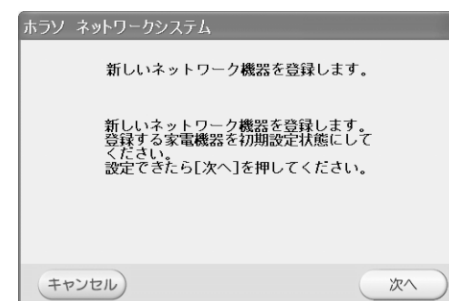 ホラソ ネットワークシステム
新しいネットワーク機器を登録します。
新しいネットワーク機器を登録します。
登録する家電機器を初期設定状態にして
ください。
設定できたら[次へ]を押してください。
キャンセル
次へ